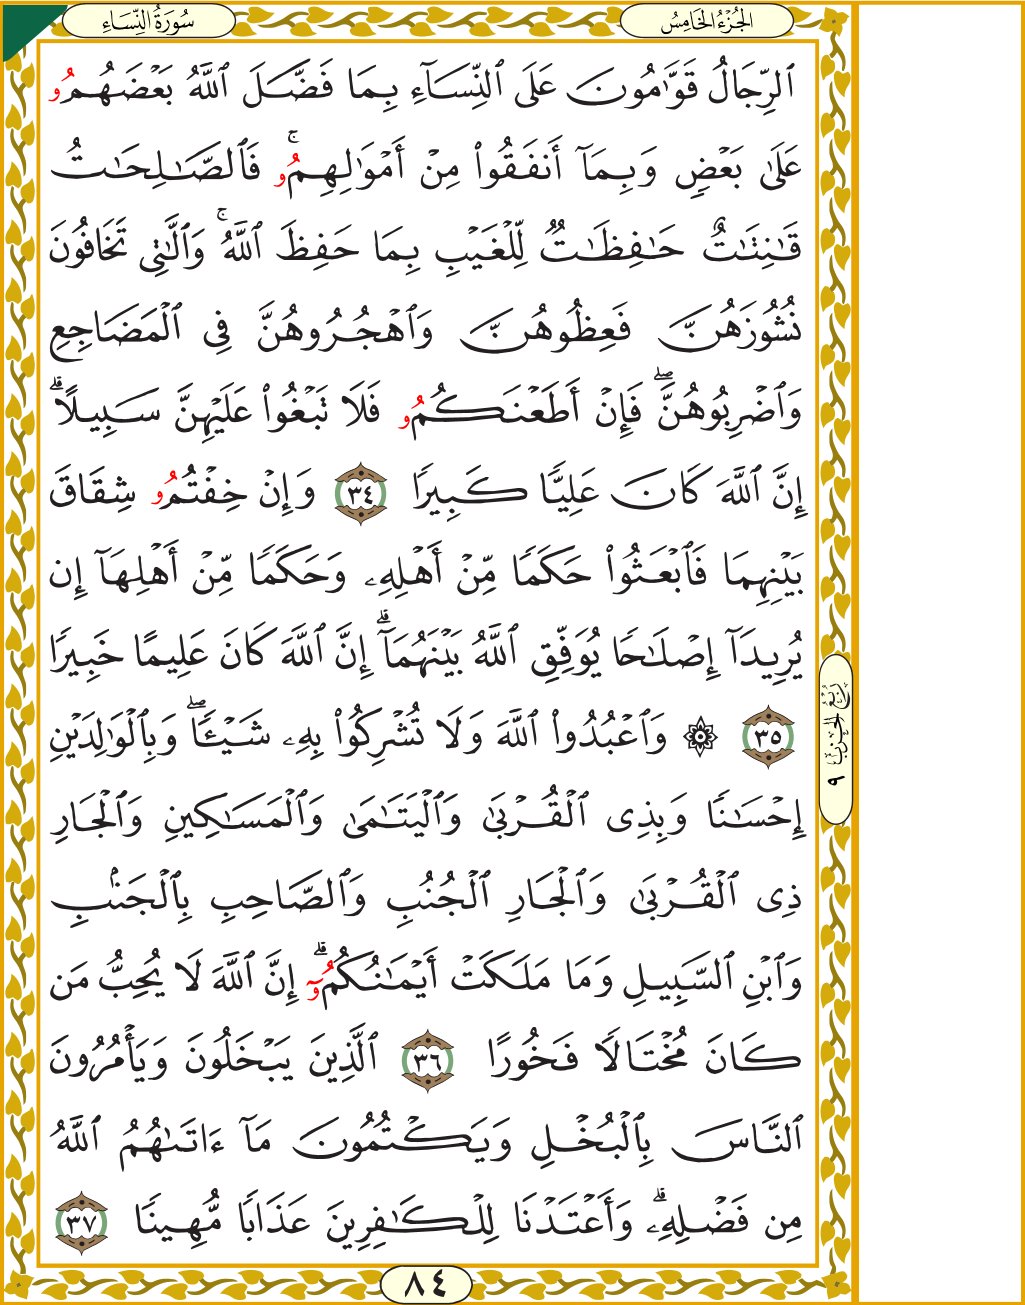 الجُزْءُ الخَامِسُ
سُورَةُ النِّسَاءِ
ٱلرِّجَالُ قَوَّٰمُونَ عَلَى ٱلنِّسَآءِ بِمَا فَضَّلَ ٱللَّهُ بَعْضَهُمُۥ
عَلَىٰ بَعْضٍ وَبِمَآ أَنفَقُوا۟ مِنْ أَمْوَٰلِهِمُۥۚ فَٱلصَّـٰلِحَـٰتُ
قَـٰنِتَـٰتٌ حَـٰفِظَـٰتٌ لِّلْغَيْبِ بِمَا حَفِظَ ٱللَّهُۚ وَٱلَّـٰتِى تَخَافُونَ
نُشُوزَهُنَّ فَعِظُوهُنَّ وَٱهْجُرُوهُنَّ فِى ٱلْمَضَاجِعِ
وَٱضْرِبُوهُنَّۖ فَإِنْ أَطَعْنَكُمُۥ فَلَا تَبْغُوا۟ عَلَيْهِنَّ سَبِيلًاۗ
إِنَّ ٱللَّهَ كَانَ عَلِيًّا كَبِيرًا ٣٤ وَإِنْ خِفْتُمُۥ شِقَاقَ
بَيْنِهِمَا فَٱبْعَثُوا۟ حَكَمًا مِّنْ أَهْلِهِۦ وَحَكَمًا مِّنْ أَهْلِهَآ إِن
يُرِيدَآ إِصْلَـٰحًا يُوَفِّقِ ٱللَّهُ بَيْنَهُمَآۗ إِنَّ ٱللَّهَ كَانَ عَلِيمًا خَبِيرًا
٣٥ ۞ وَٱعْبُدُوا۟ ٱللَّهَ وَلَا تُشْرِكُوا۟ بِهِۦ شَيْـًٔاۖ وَبِٱلْوَٰلِدَيْنِ
إِحْسَـٰنًا وَبِذِى ٱلْقُرْبَىٰ وَٱلْيَتَـٰمَىٰ وَٱلْمَسَـٰكِينِ وَٱلْجَارِ
ذِى ٱلْقُرْبَىٰ وَٱلْجَارِ ٱلْجُنُبِ وَٱلصَّاحِبِ بِٱلْجَنۢبِ
وَٱبْنِ ٱلسَّبِيلِ وَمَا مَلَكَتْ أَيْمَـٰنُكُمُۥٓۗ إِنَّ ٱللَّهَ لَا يُحِبُّ مَن
كَانَ مُخْتَالًا فَخُورًا ٣٦ ٱلَّذِينَ يَبْخَلُونَ وَيَأْمُرُونَ
ٱلنَّاسَ بِٱلْبُخْلِ وَيَكْتُمُونَ مَآ ءَاتَىٰهُمُ ٱللَّهُ
مِن فَضْلِهِۦۗ وَأَعْتَدْنَا لِلْكَـٰفِرِينَ عَذَابًا مُّهِينًا ٣٧
رُبْعُ الحِزْبِ ٩
٨٤